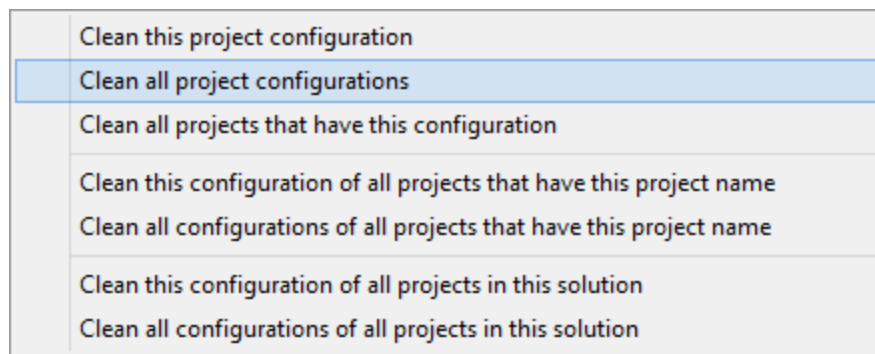 Clean this project configuration
Clean all project configurations
Clean all projects that have this configuration
Clean this configuration of all projects that have this project name
Clean all configurations of all projects that have this project name
Clean this configuration of all projects in this solution
Clean all configurations of all projects in this solution